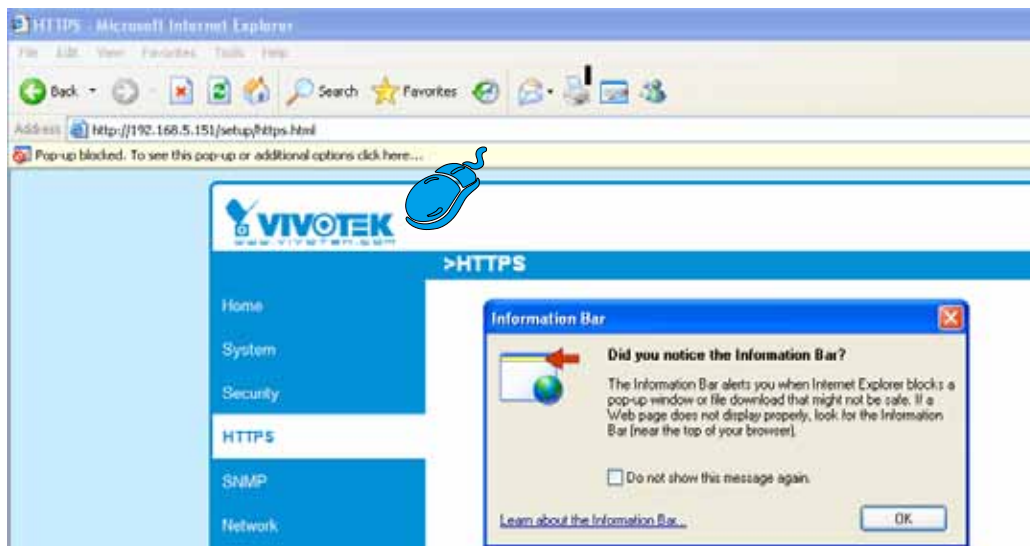 HTTPS - Microsoft Internet Explorer
File Edit View Favorites Tools Help
Back Search Favorites
Address http://192.168.5.151/setup/https.html
Pop-up blocked. To see this pop-up or additional options click here...
VIVOTEK
www.vivotek.com
>HTTPS
Home
System
Security
HTTPS
SNMP
Network
Information Bar
Did you notice the Information Bar?
The Information Bar alerts you when Internet Explorer blocks a
pop-up window or file download that might not be safe. If a
Web page does not display properly, look for the Information
Bar (near the top of your browser).
Do not show this message again.
Learn about the Information Bar...
OK